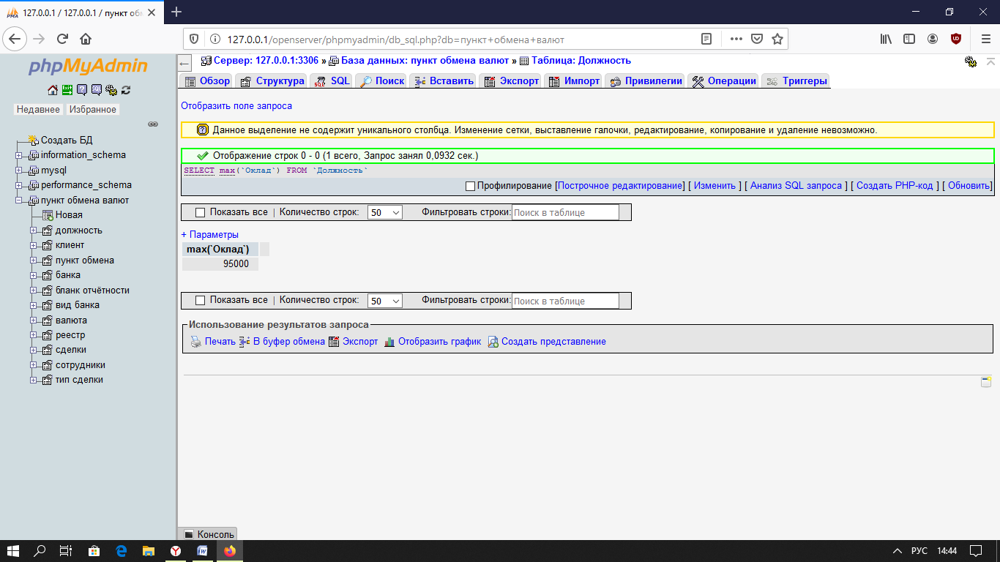 127.0.0.1 / 127.0.0.1 / пункт об
127.0.0.1/openserver/phpmyadmin/db_sql.php?db=пункт+обмена+валют
phpMyAdmin
Недавнее Избранное
Создать БД
information_schema
mysql
performance_schema
пункт обмена валют
Новая
должность
клиент
пункт обмена
банка
бланк отчётности
вид банка
валюта
реестр
сделки
сотрудники
тип сделки
Сервер: 127.0.0.1:3306 » База данных: пункт обмена валют » Таблица: Должность
Обзор Структура SQL Поиск Вставить Экспорт Импорт Привилегии Операции Триггеры
Отобразить поле запроса
Данное выделение не содержит уникального столбца. Изменение сетки, выставление галочки, редактирование, копирование и удаление невозможно.
Отображение строк 0 - 0 (1 всего, Запрос занял 0,0932 сек.)
SELECT max(`Оклад`) FROM `Должность`
Профилирование [Построчное редактирование] [ Изменить ] [ Анализ SQL запроса ] [ Создать PHP-код ] [ Обновить]
Показать все | Количество строк: 50 Фильтровать строки: Поиск в таблице
+ Параметры
max(`Оклад`)
95000
Показать все | Количество строк: 50 Фильтровать строки: Поиск в таблице
Использование результатов запроса
Печать В буфер обмена Экспорт Отобразить график Создать представление
Консоль
РУС 14:44